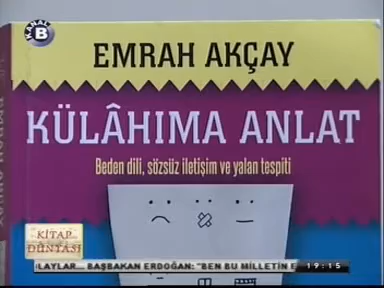 KANAL B
EMRAH AKÇAY
KÜLÂHIMA ANLAT
Beden dili, sözsüz iletişim ve yalan tespiti
KİTAP
DÜNYASI
OLAYLAR... BAŞBAKAN ERDOĞAN: "BEN BU MİLLETİN E
19:15